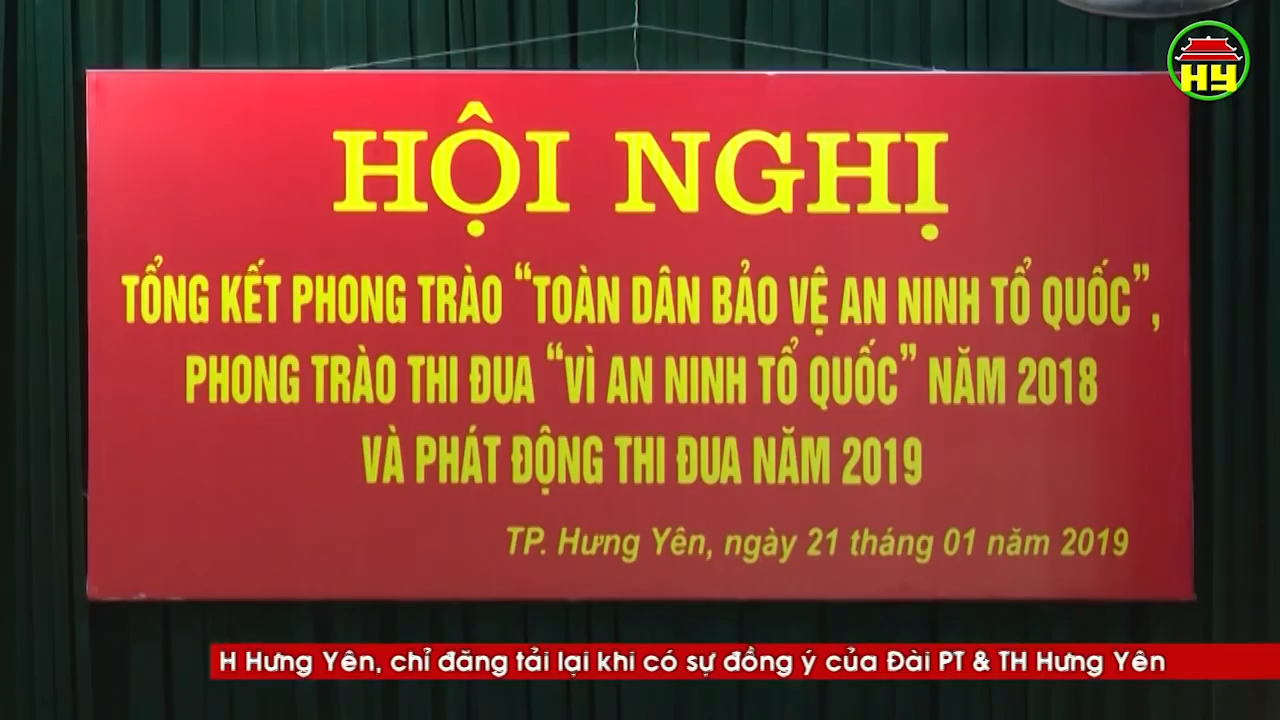 HY
HỘI NGHỊ
TỔNG KẾT PHONG TRÀO “TOÀN DÂN BẢO VỆ AN NINH TỔ QUỐC”,
PHONG TRÀO THI ĐUA “VÌ AN NINH TỔ QUỐC” NĂM 2018
VÀ PHÁT ĐỘNG THI ĐUA NĂM 2019
TP. Hưng Yên, ngày 21 tháng 01 năm 2019
H Hưng Yên, chỉ đăng tải lại khi có sự đồng ý của Đài PT & TH Hưng Yên